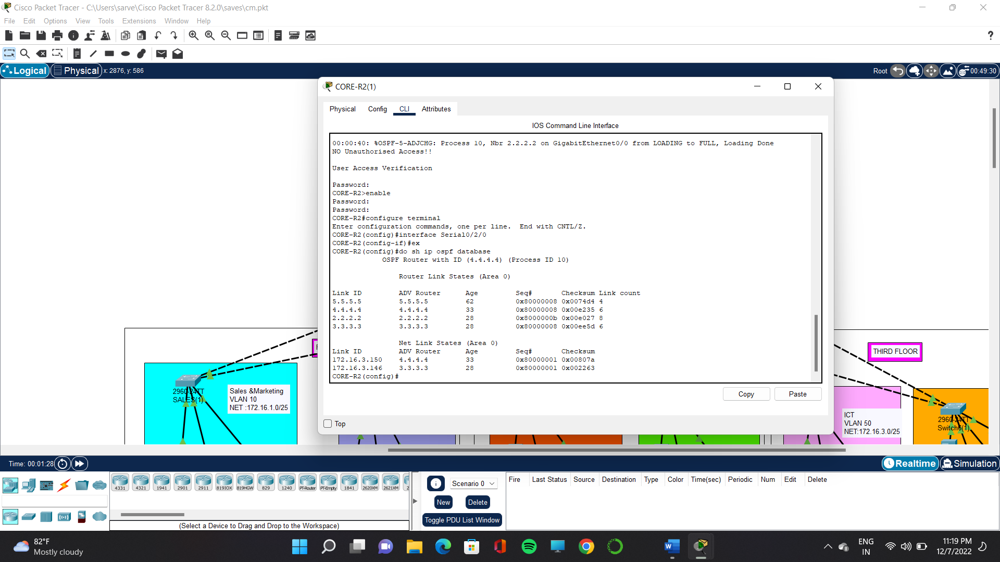 Cisco Packet Tracer - C:\Users\sarve\Cisco Packet Tracer 8.2.0\saves\cm.pkt
File Edit Options View Tools Extensions Window Help
?
Logical Physical x: 2876, y: 586
Root 00:49:30
CORE-R2(1)
Physical Config CLI Attributes
IOS Command Line Interface
00:00:40: %OSPF-5-ADJCHG: Process 10, Nbr 2.2.2.2 on GigabitEthernet0/0 from LOADING to FULL, Loading Done
NO Unauthorised Access!!
User Access Verification
Password:
CORE-R2>enable
Password:
Password:
CORE-R2#configure terminal
Enter configuration commands, one per line. End with CNTL/Z.
CORE-R2(config)#interface Serial0/2/0
CORE-R2(config-if)#ex
CORE-R2(config)#do sh ip ospf database
OSPF Router with ID (4.4.4.4) (Process ID 10)
Router Link States (Area 0)
Link ID ADV Router Age Seq# Checksum Link count
5.5.5.5 5.5.5.5 62 0x80000008 0x0074d4 4
4.4.4.4 4.4.4.4 33 0x80000008 0x00e235 6
2.2.2.2 2.2.2.2 28 0x8000000b 0x00e027 8
3.3.3.3 3.3.3.3 28 0x80000008 0x00ee5d 6
Net Link States (Area 0)
Link ID ADV Router Age Seq# Checksum
172.16.3.150 4.4.4.4 33 0x80000001 0x00807a
172.16.3.146 3.3.3.3 28 0x80000001 0x002263
CORE-R2(config)#
Copy Paste
Top
THIRD FLOOR
2960-24TT
SALES(1)
Sales &Marketing
VLAN 10
NET :172.16.1.0/25
ICT
VLAN 50
NET:172.16.3.0/25
2960-24TT
Switch6(1)
Time: 00:01:28
Realtime Simulation
4331 4321 1941 2901 2911 819IOX 819HGW 829 1240 PT-Router PT-Empty 1841 2620XM 2621XM
(Select a Device to Drag and Drop to the Workspace)
Scenario 0
New Delete
Toggle PDU List Window
Fire Last Status Source Destination Type Color Time(sec) Periodic Num Edit Delete
82°F
Mostly cloudy
ENG
IN
11:19 PM
12/7/2022